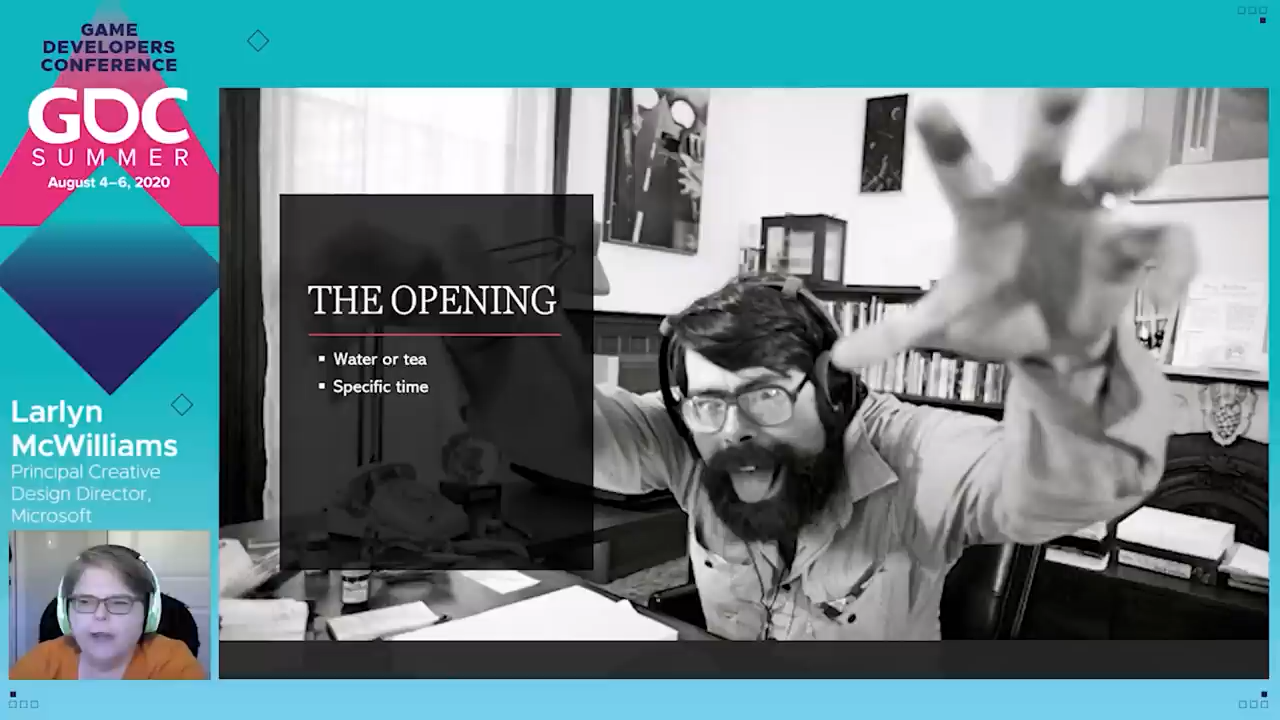 GAME
DEVELOPERS
CONFERENCE
GDC
SUMMER
August 4–6, 2020
Larlyn
McWilliams
Principal Creative
Design Director,
Microsoft
THE OPENING
▪ Water or tea
▪ Specific time